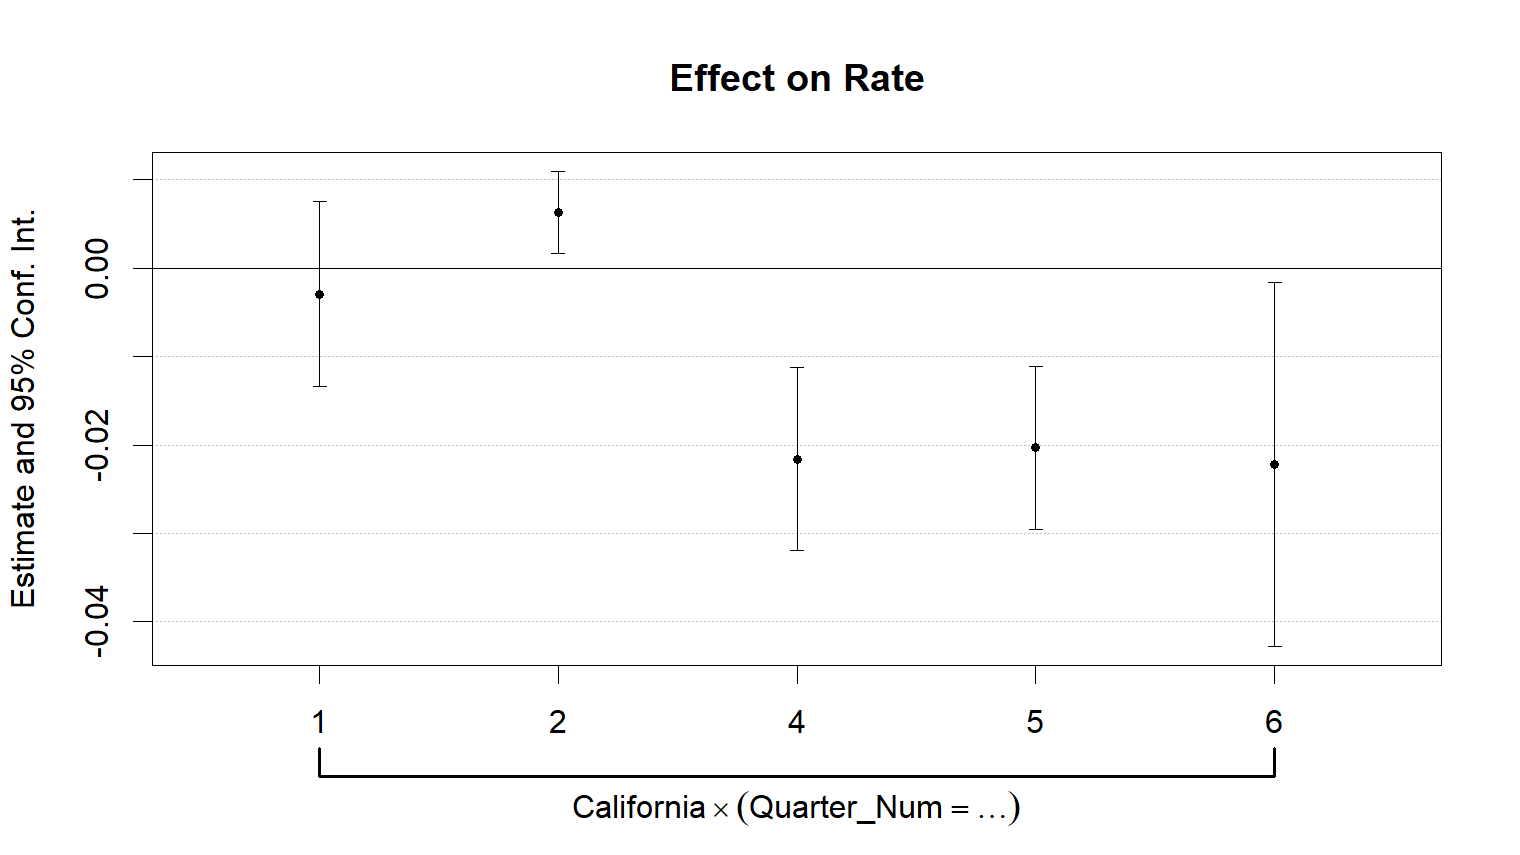 Effect on Rate
Estimate and 95% Conf. Int.
0.00
-0.02
-0.04
1 2 4 5 6
California × (Quarter_Num = …)